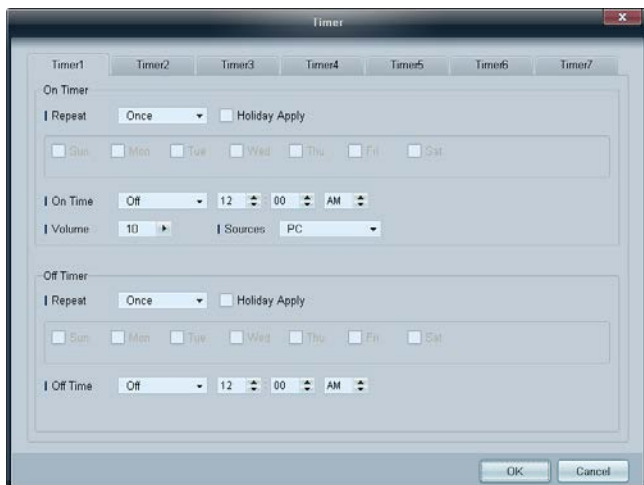 Timer
x
Timer1 Timer2 Timer3 Timer4 Timer5 Timer6 Timer7
On Timer
Repeat Once Holiday Apply
Sun Mon Tue Wed Thu Fri Sat
On Time Off 12 00 AM
Volume 10 Sources PC
Off Timer
Repeat Once Holiday Apply
Sun Mon Tue Wed Thu Fri Sat
Off Time Off 12 00 AM
OK Cancel